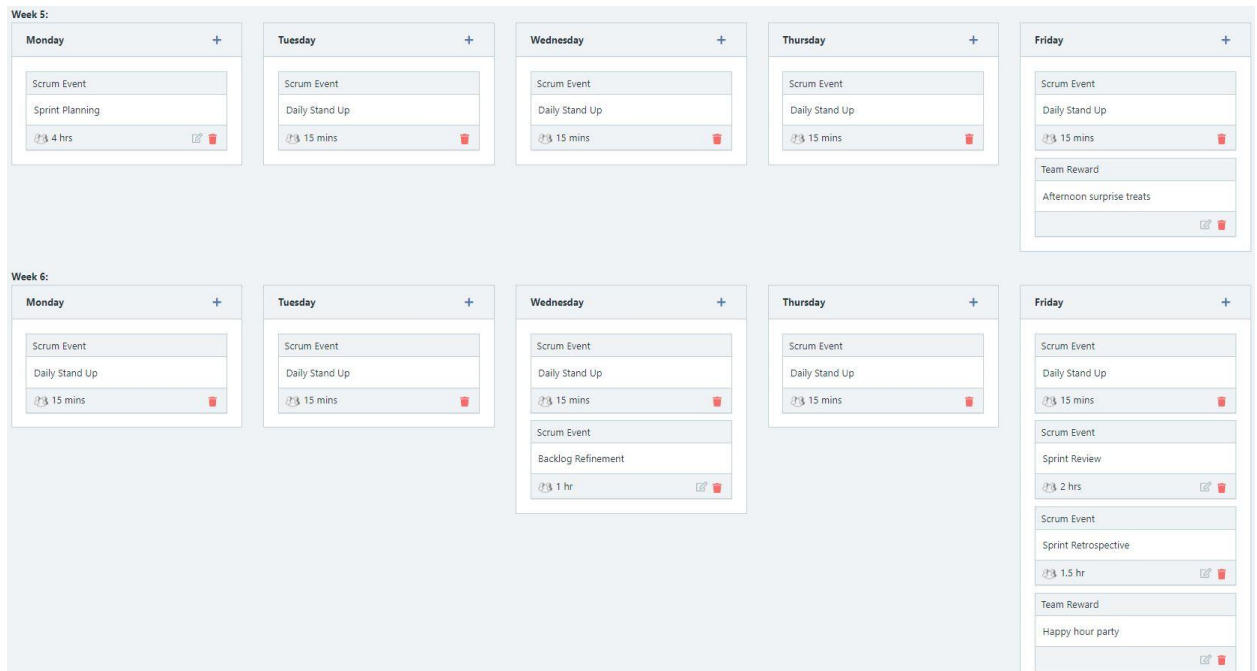 Week 5:
Monday +
Scrum Event
Sprint Planning
4 hrs
Tuesday +
Scrum Event
Daily Stand Up
15 mins
Wednesday +
Scrum Event
Daily Stand Up
15 mins
Thursday +
Scrum Event
Daily Stand Up
15 mins
Friday +
Scrum Event
Daily Stand Up
15 mins
Team Reward
Afternoon surprise treats
Week 6:
Monday +
Scrum Event
Daily Stand Up
15 mins
Tuesday +
Scrum Event
Daily Stand Up
15 mins
Wednesday +
Scrum Event
Daily Stand Up
15 mins
Scrum Event
Backlog Refinement
1 hr
Thursday +
Scrum Event
Daily Stand Up
15 mins
Friday +
Scrum Event
Daily Stand Up
15 mins
Scrum Event
Sprint Review
2 hrs
Scrum Event
Sprint Retrospective
1.5 hr
Team Reward
Happy hour party